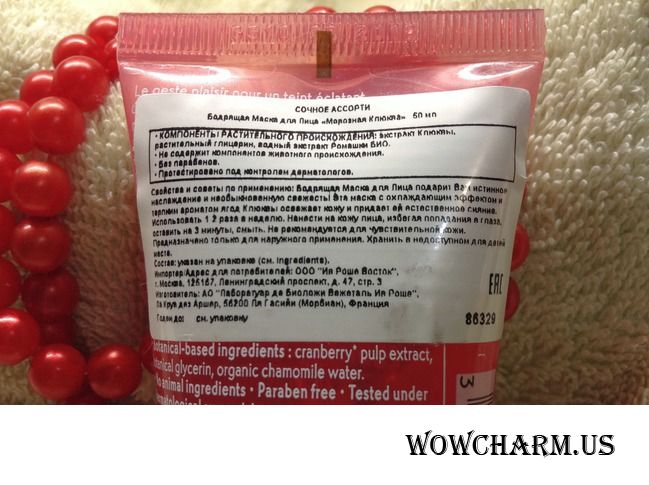 Le geste plaisir pour un teint éclatant
СОЧНОЕ АССОРТИ
Бодрящая Маска для Лица «Морозная Клюква» 50 мл
• КОМПОНЕНТЫ РАСТИТЕЛЬНОГО ПРОИСХОЖДЕНИЯ: экстракт Клюквы,
растительный глицерин, водный экстракт Ромашки БИО.
• Не содержит компонентов животного происхождения.
• Без парабенов.
• Протестировано под контролем дерматологов.
Свойства и советы по применению: Бодрящая Маска для Лица подарит Вам истинное
наслаждение и необыкновенную свежесть! Эта маска с охлаждающим эффектом и
терпким ароматом ягод Клюквы освежает кожу и придает ей естественное сияние.
Использовать 1 2 раза в неделю. Нанести на кожу лица, избегая попадания в глаза,
оставить на 3 минуты, смыть. Не рекомендуется для чувствительной кожи.
Предназначено только для наружного применения. Хранить в недоступном для детей
месте.
Состав: указан на упаковке (см. Ingredients).
Импортер/Адрес для потребителей: ООО "Ив Роше Восток",
г. Москва, 125167, Ленинградский проспект, д. 47, стр. 3
Изготовитель: АО "Лаборатуар де Биоложи Вежеталь Ив Роше",
Ла Круа дез Аршер, 56200 Ля Гасийи (Морбиан), Франция
Годен до: см. упаковку
EAC
86329
botanical-based ingredients : cranberry* pulp extract,
botanical glycerin, organic chamomile water.
No animal ingredients • Paraben free • Tested under
3
WOWCHARM.US